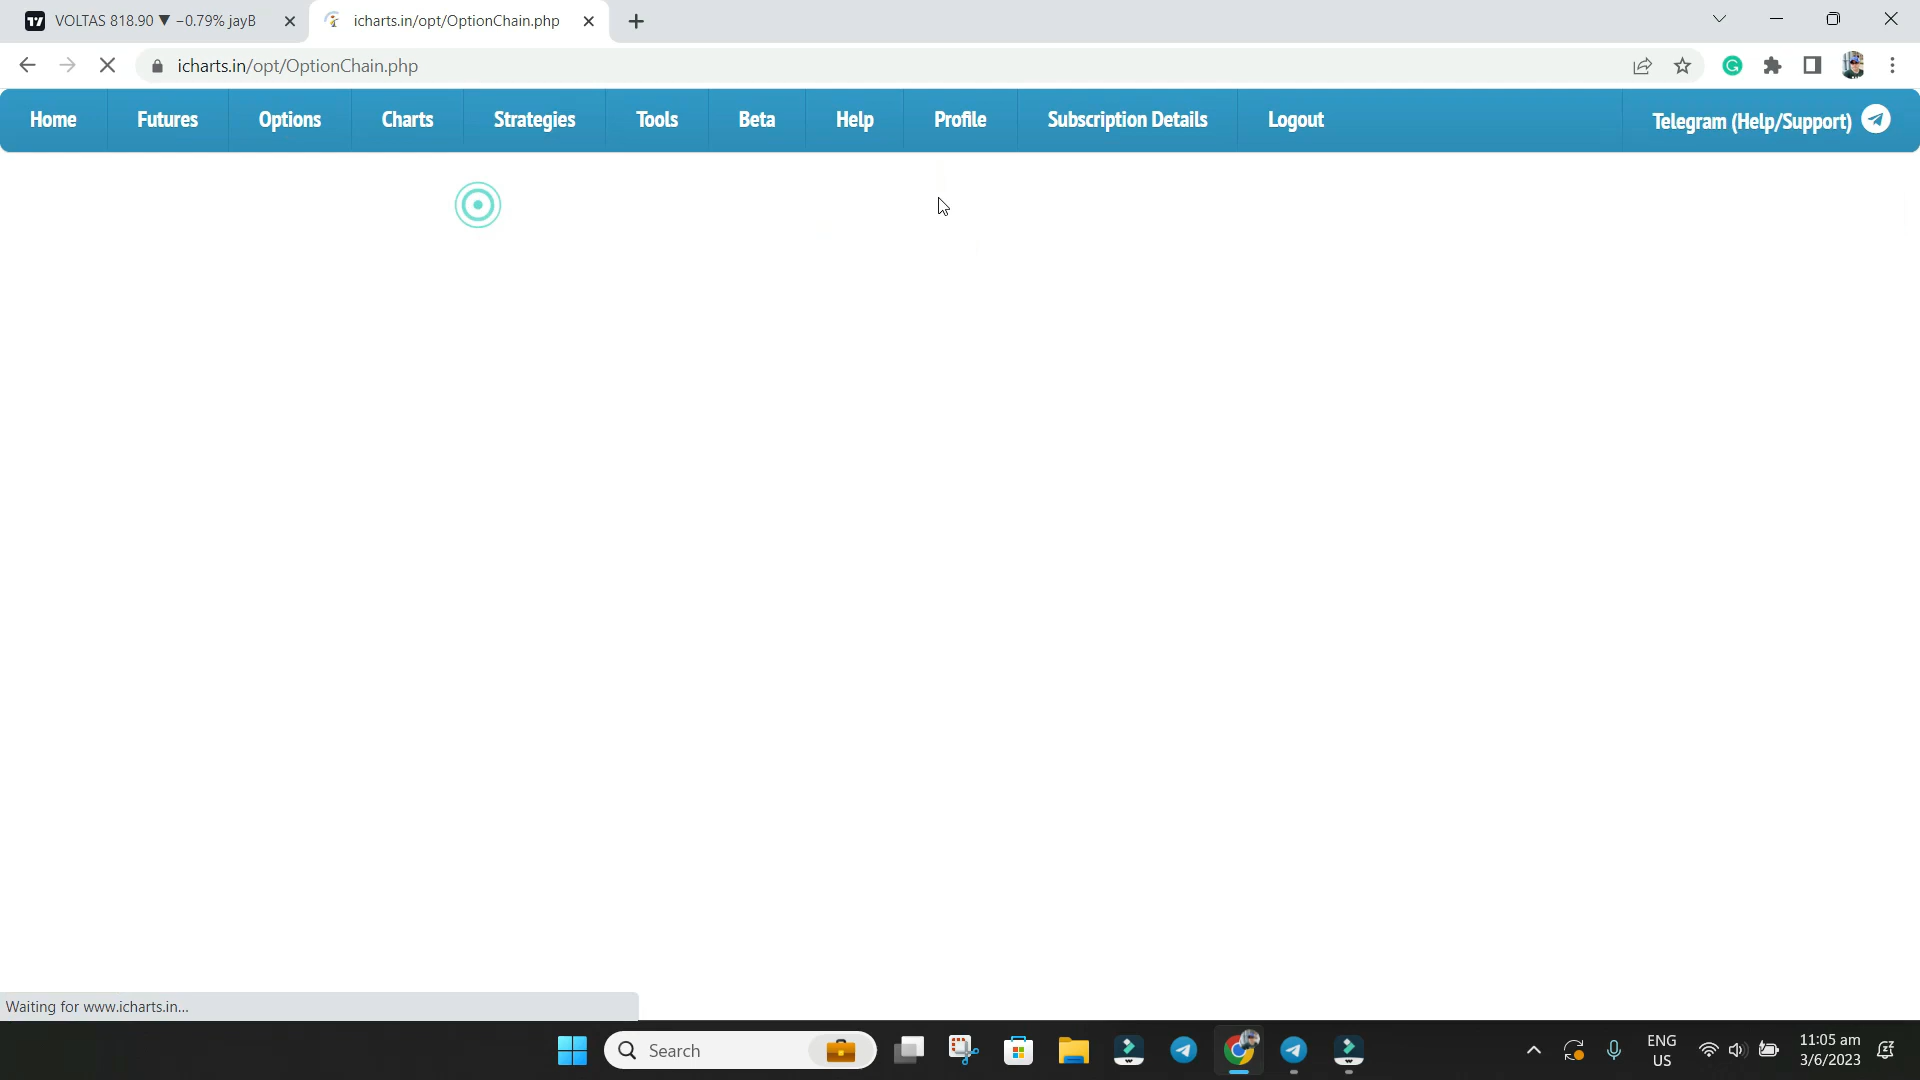 VOLTAS 818.90 ▼ −0.79% jayB
icharts.in/opt/OptionChain.php
icharts.in/opt/OptionChain.php
Home
Futures
Options
Charts
Strategies
Tools
Beta
Help
Profile
Subscription Details
Logout
Telegram (Help/Support)
Waiting for www.icharts.in...
Search
ENG
US
11:05 am
3/6/2023